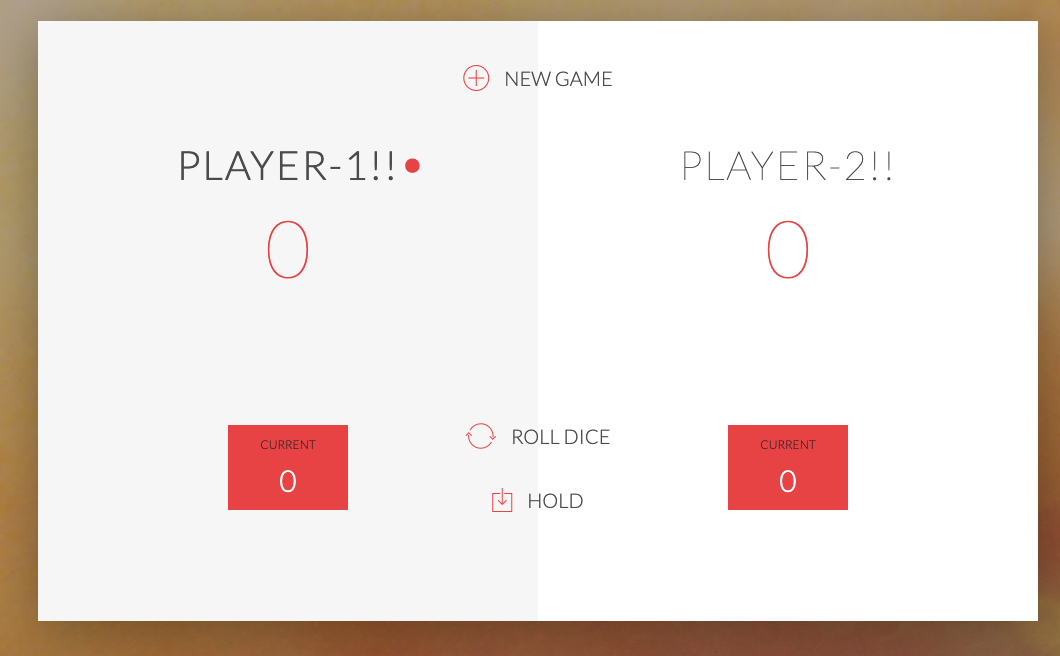 NEW GAME
PLAYER-1!!
0
PLAYER-2!!
0
CURRENT
0
ROLL DICE
HOLD
CURRENT
0